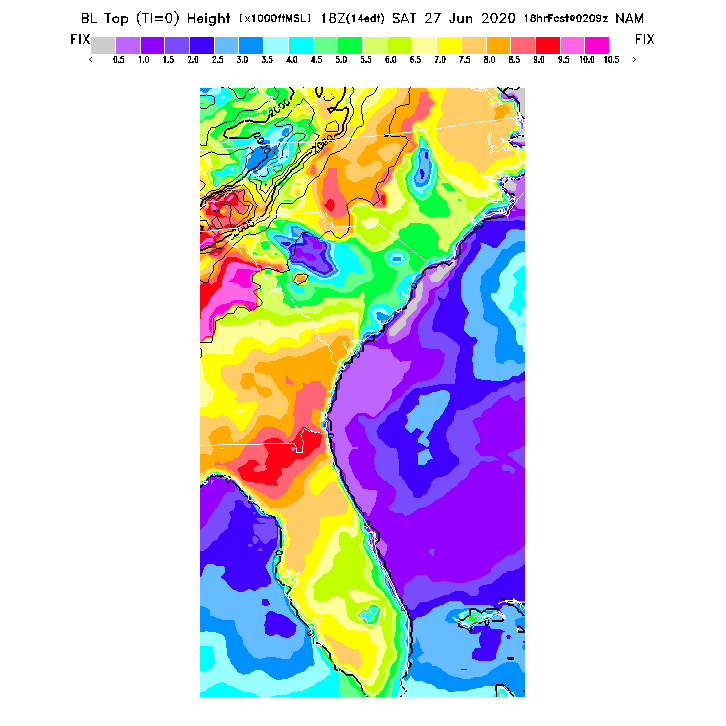 BL Top (TI=0) Height [x1000ftMSL] 18Z(14edt) SAT 27 Jun 2020 18hrFcst@0209z NAM
FIX FIX
< 0.5 1.0 1.5 2.0 2.5 3.0 3.5 4.0 4.5 5.0 5.5 6.0 6.5 7.0 7.5 8.0 8.5 9.0 9.5 10.0 10.5 >
2000
2000
2000